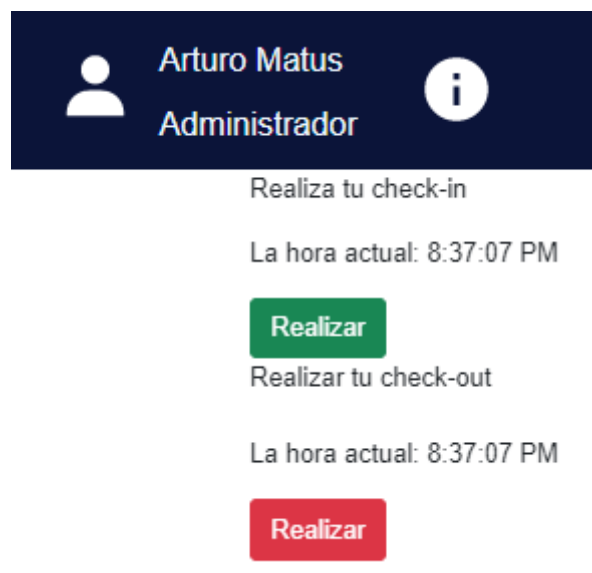 Arturo Matus
Administrador
i
Realiza tu check-in
La hora actual: 8:37:07 PM
Realizar
Realizar tu check-out
La hora actual: 8:37:07 PM
Realizar